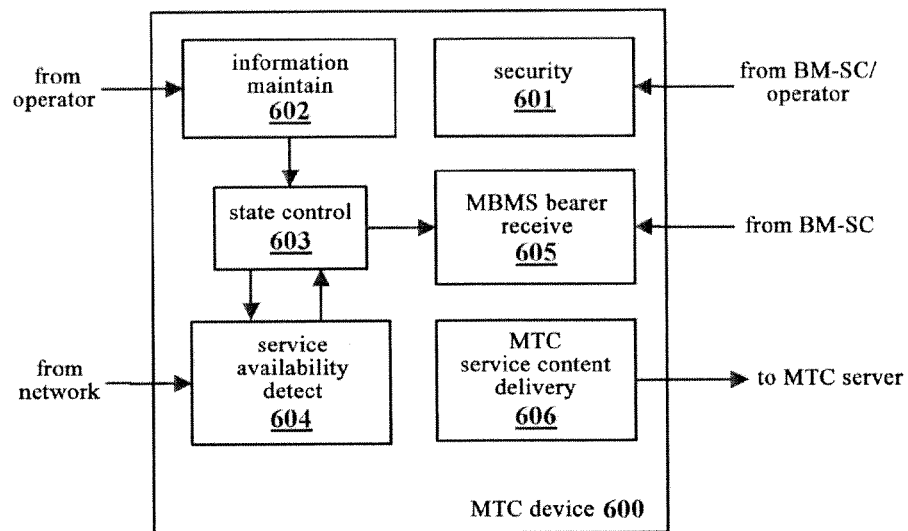 from
operator
information
maintain
602
security
601
from BM-SC/
operator
state control
603
MBMS bearer
receive
605
from BM-SC
from
network
service
availability
detect
604
MTC
service content
delivery
606
to MTC server
MTC device 600